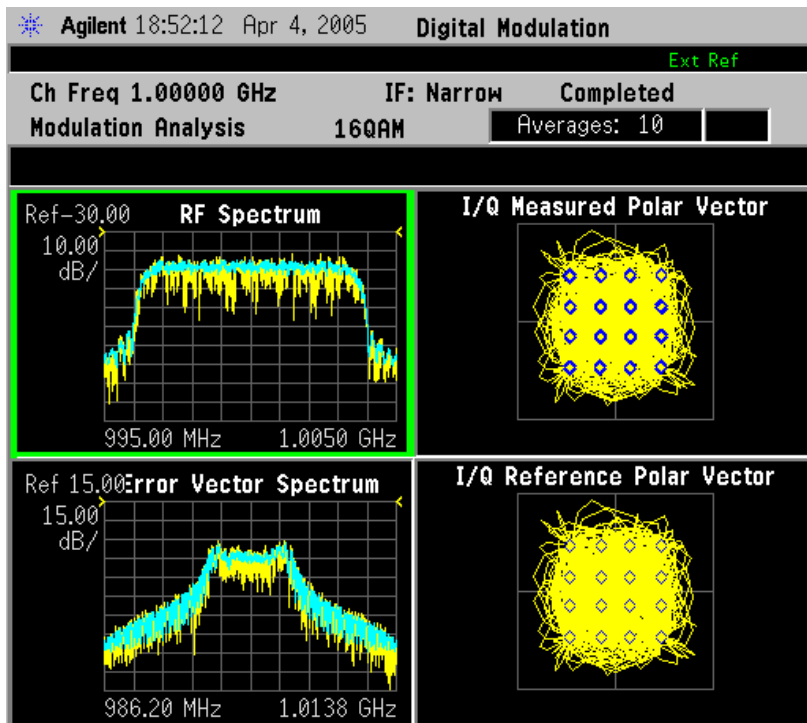 Agilent 18:52:12 Apr 4, 2005 Digital Modulation
Ext Ref
Ch Freq 1.00000 GHz IF: Narrow Completed
Modulation Analysis 16QAM Averages: 10
Ref-30.00 RF Spectrum
10.00
dB/
995.00 MHz 1.0050 GHz
I/Q Measured Polar Vector
Ref 15.00 Error Vector Spectrum
15.00
dB/
986.20 MHz 1.0138 GHz
I/Q Reference Polar Vector